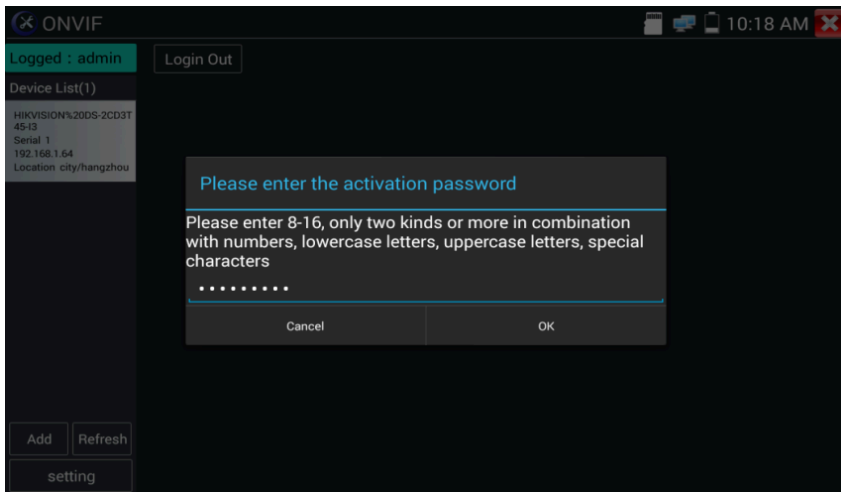 ONVIF
10:18 AM
Logged : admin
Login Out
Device List(1)
HIKVISION%20DS-2CD3T
45-I3
Serial 1
192.168.1.64
Location city/hangzhou
Please enter the activation password
Please enter 8-16, only two kinds or more in combination
with numbers, lowercase letters, uppercase letters, special
characters
•••••••••
Cancel
OK
Add
Refresh
setting